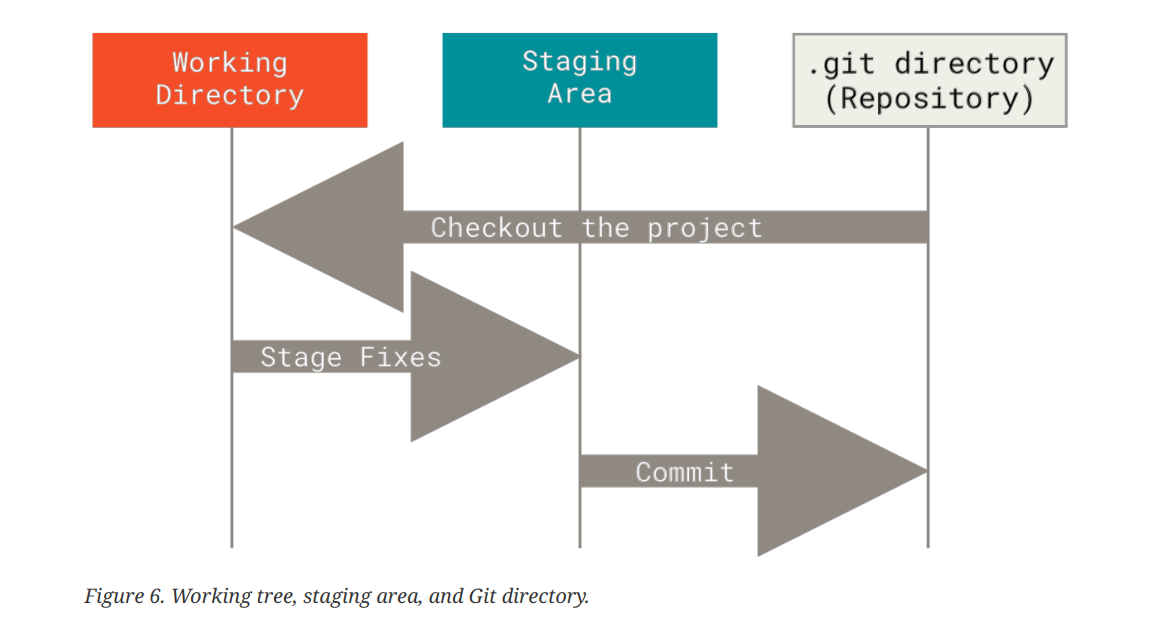 Working
Directory
Staging
Area
.git directory
(Repository)
Checkout the project
Stage Fixes
Commit
Figure 6. Working tree, staging area, and Git directory.